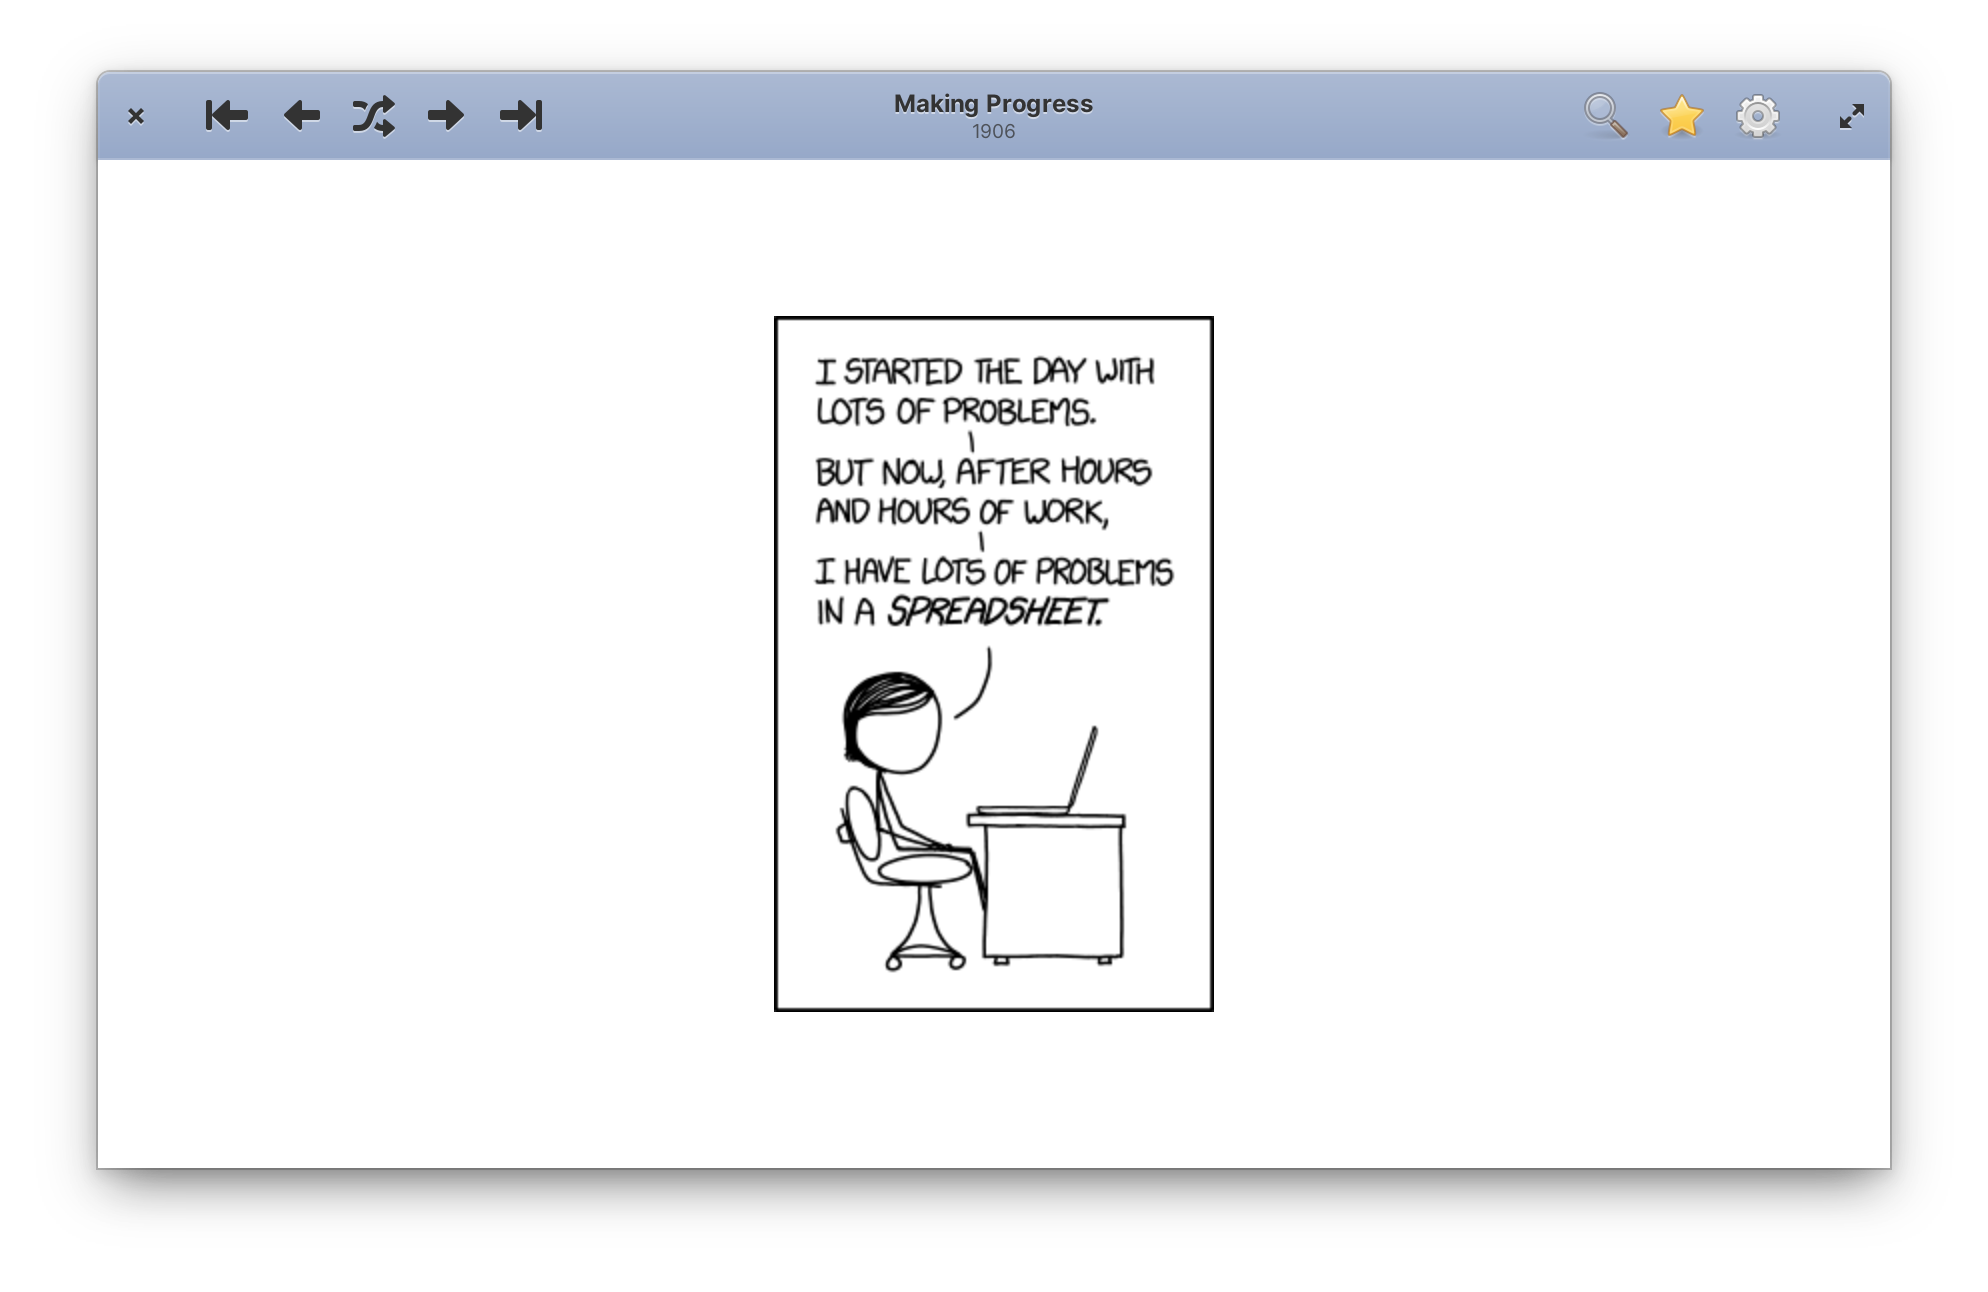 Making Progress
1906
I STARTED THE DAY WITH
LOTS OF PROBLEMS.
BUT NOW, AFTER HOURS
AND HOURS OF WORK,
I HAVE LOTS OF PROBLEMS
IN A SPREADSHEET.